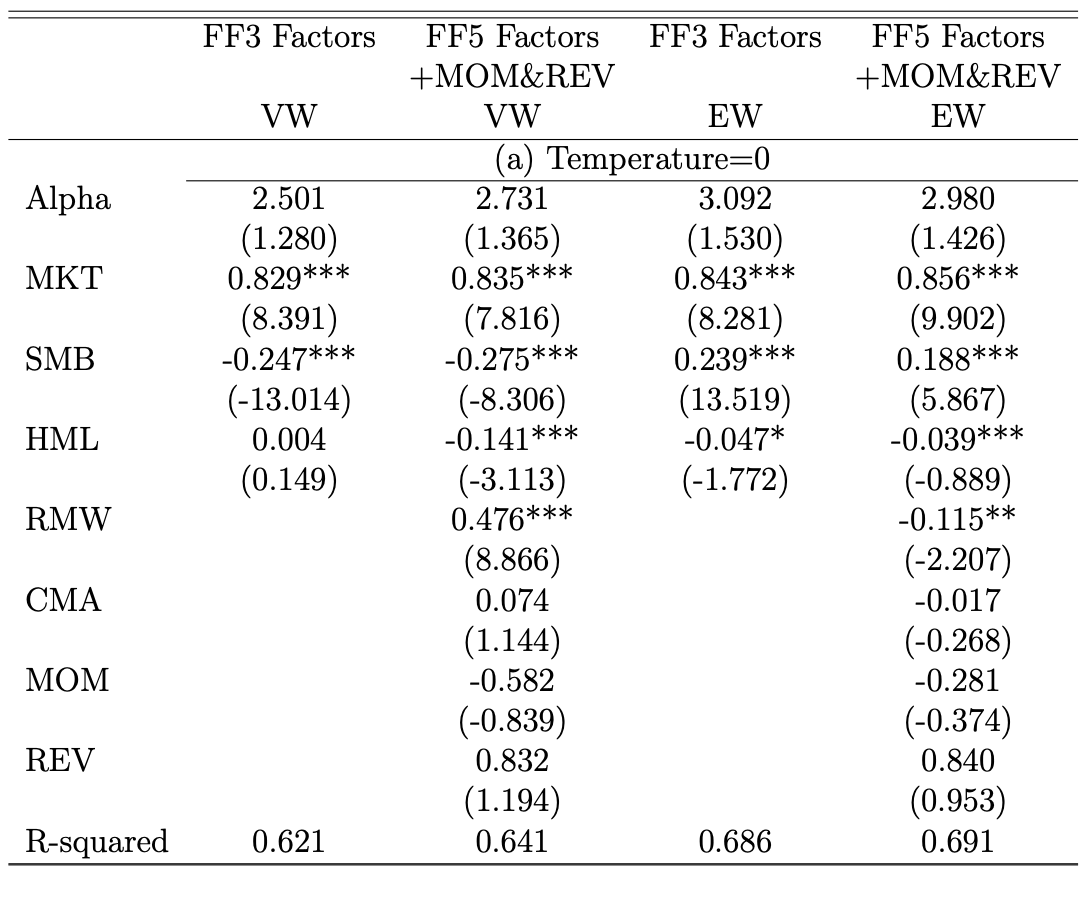 FF3 Factors FF5 Factors FF3 Factors FF5 Factors
+MOM&REV +MOM&REV
VW VW EW EW
(a) Temperature=0
Alpha 2.501 2.731 3.092 2.980
(1.280) (1.365) (1.530) (1.426)
MKT 0.829*** 0.835*** 0.843*** 0.856***
(8.391) (7.816) (8.281) (9.902)
SMB -0.247*** -0.275*** 0.239*** 0.188***
(-13.014) (-8.306) (13.519) (5.867)
HML 0.004 -0.141*** -0.047* -0.039***
(0.149) (-3.113) (-1.772) (-0.889)
RMW 0.476*** -0.115**
(8.866) (-2.207)
CMA 0.074 -0.017
(1.144) (-0.268)
MOM -0.582 -0.281
(-0.839) (-0.374)
REV 0.832 0.840
(1.194) (0.953)
R-squared 0.621 0.641 0.686 0.691